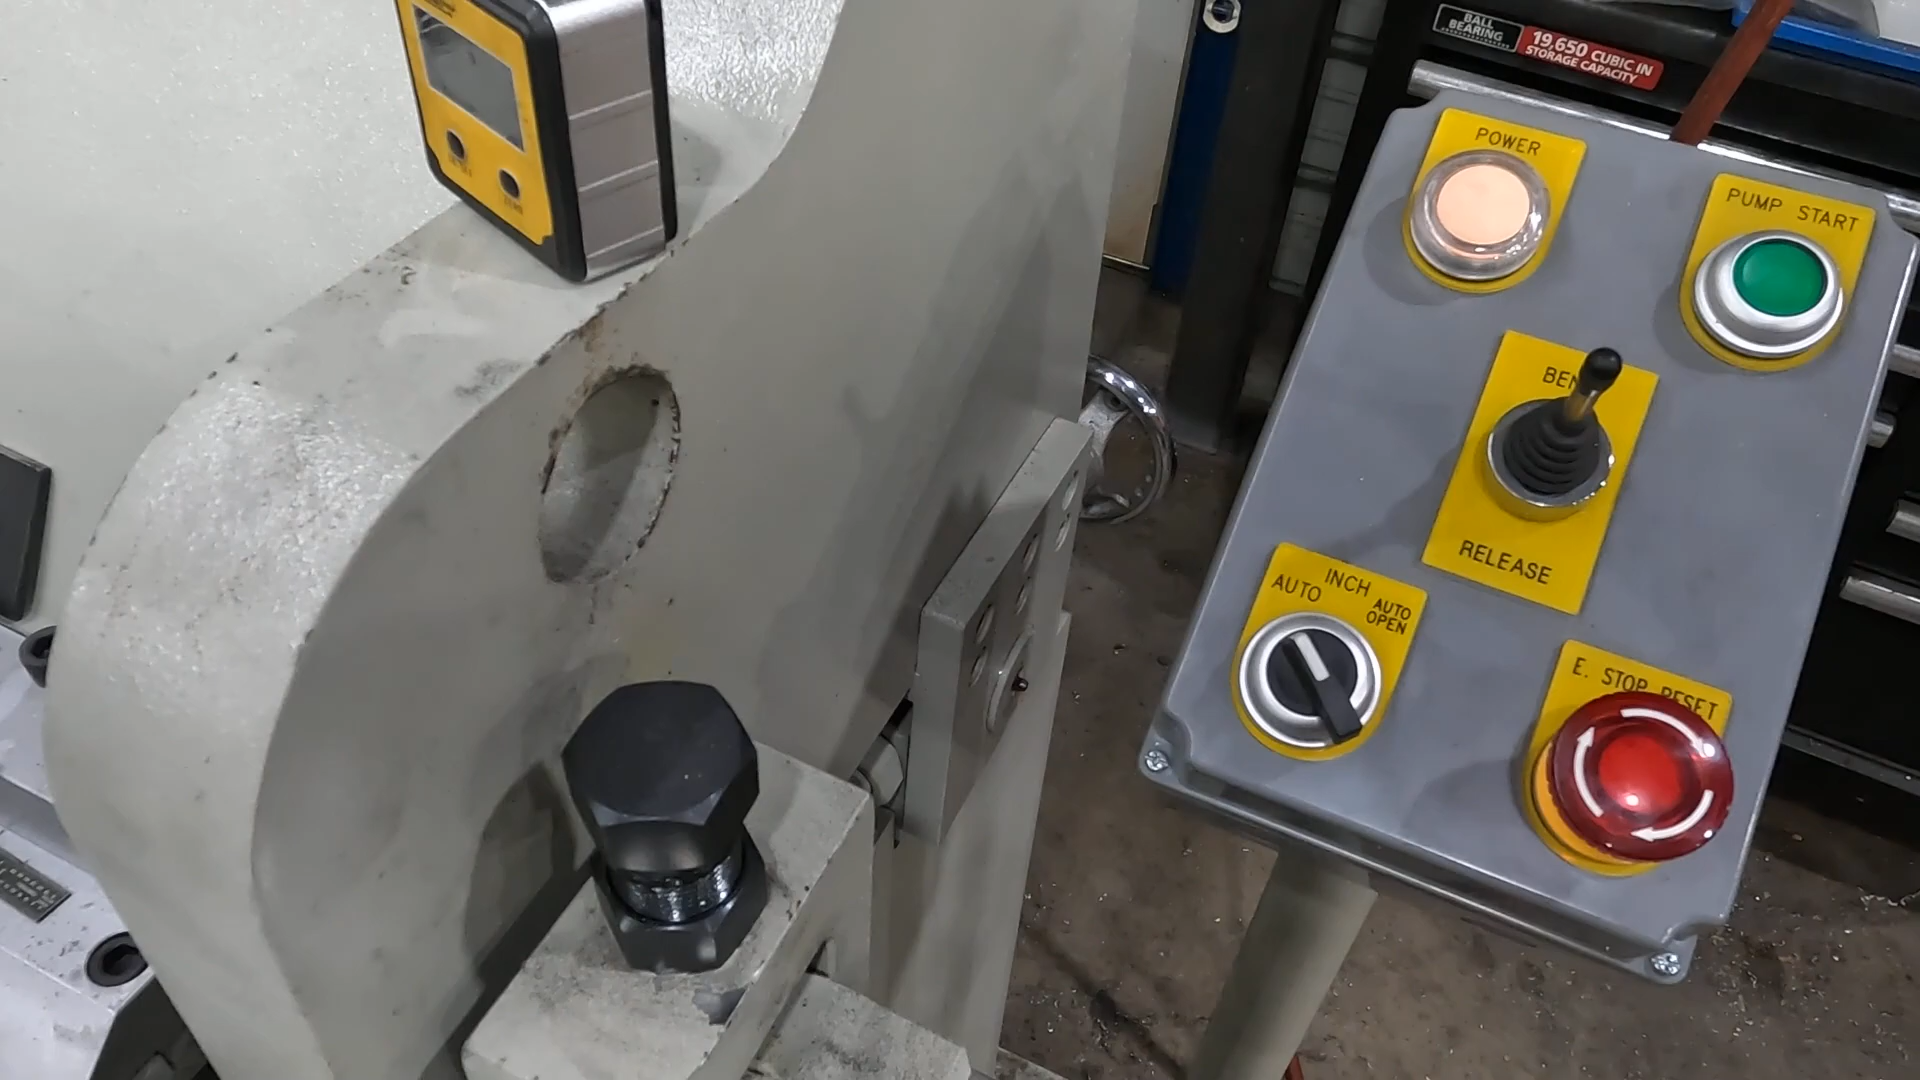 BALL
BEARING
19,650 CUBIC IN
STORAGE CAPACITY
POWER
PUMP START
BEN
RELEASE
INCH
AUTO
AUTO
OPEN
E. STOP RESET